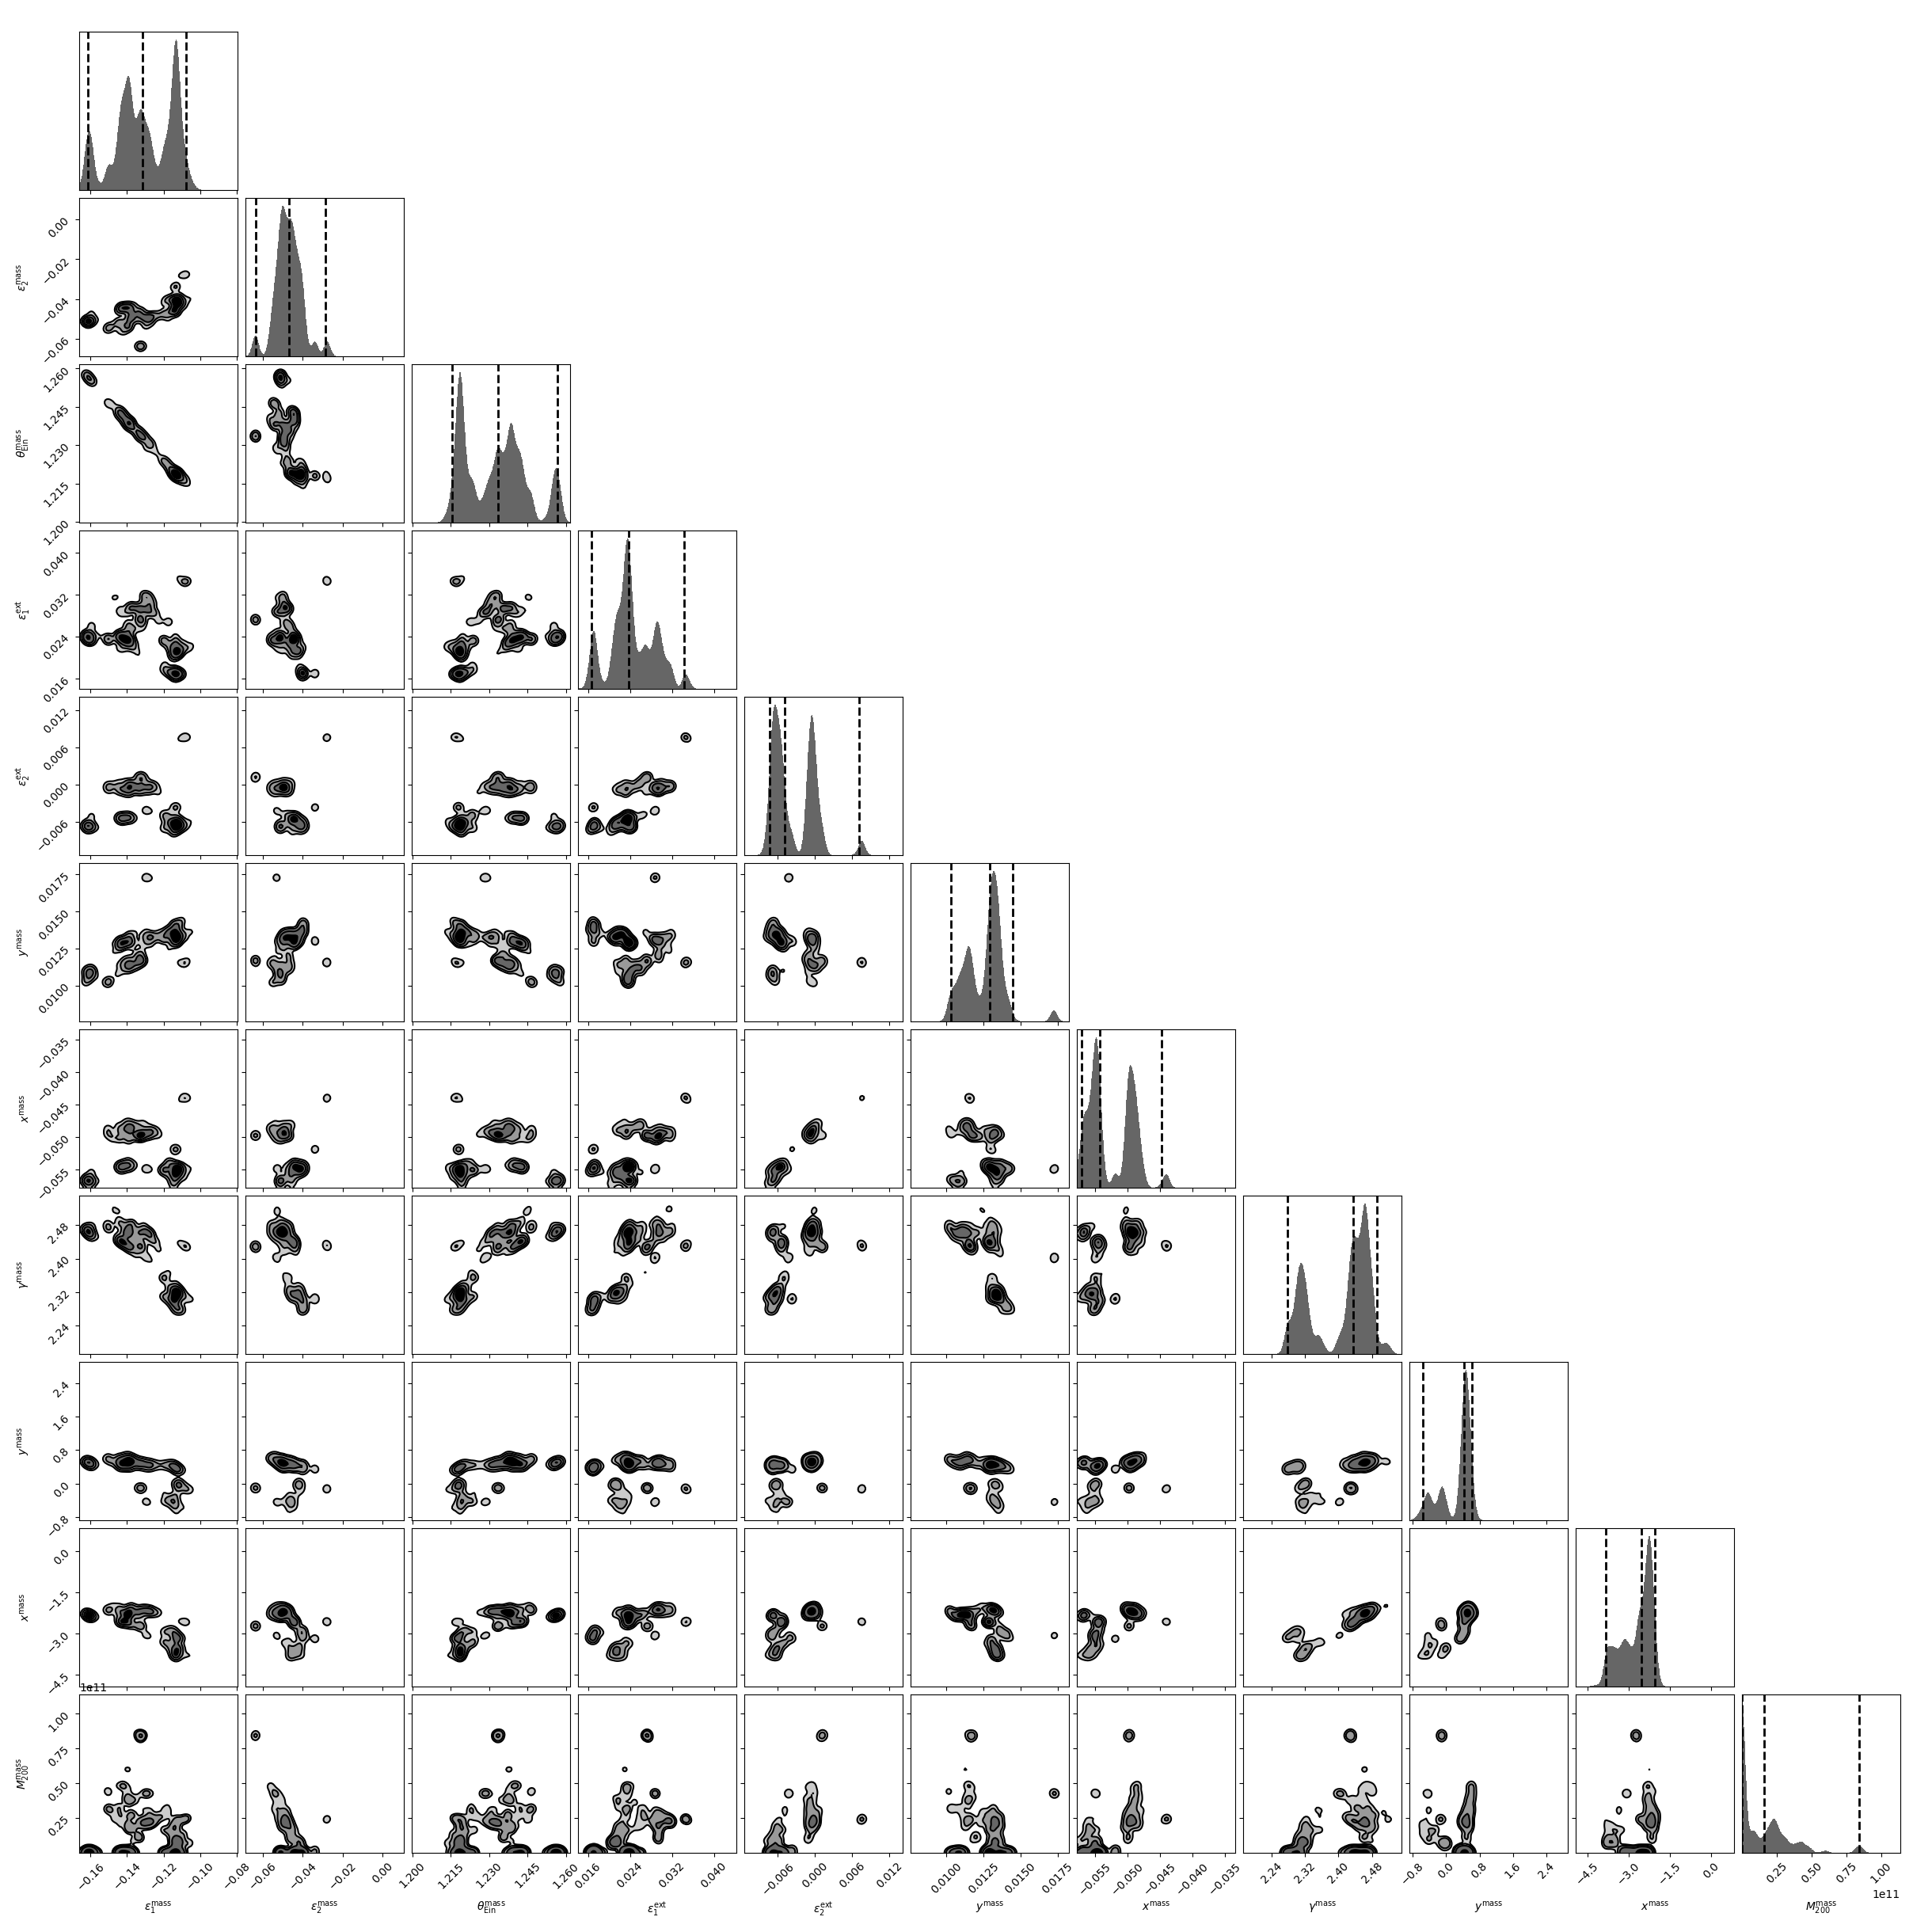 0.00
−0.02
−0.04
−0.06
ε₂^mass
1.260
1.245
1.230
1.215
1.200
θ_Ein^mass
0.040
0.032
0.024
0.016
ε₁^ext
0.012
0.006
0.000
−0.006
ε₂^ext
0.0175
0.0150
0.0125
0.0100
y^mass
−0.035
−0.040
−0.045
−0.050
−0.055
x^mass
2.48
2.40
2.32
2.24
γ^mass
2.4
1.6
0.8
0.0
−0.8
y^mass
0.0
−1.5
−3.0
−4.5
x^mass
1e11
1.00
0.75
0.50
0.25
M_200^mass
−0.16 −0.14 −0.12 −0.10 −0.08
−0.06 −0.04 −0.02 0.00
1.200 1.215 1.230 1.245 1.260
0.016 0.024 0.032 0.040
−0.006 0.000 0.006 0.012
0.0100 0.0125 0.0150 0.0175
−0.055 −0.050 −0.045 −0.040 −0.035
2.24 2.32 2.40 2.48
−0.8 0.0 0.8 1.6 2.4
−4.5 −3.0 −1.5 0.0
0.25 0.50 0.75 1.00
1e11
ε₁^mass ε₂^mass θ_Ein^mass ε₁^ext ε₂^ext y^mass x^mass γ^mass y^mass x^mass M_200^mass